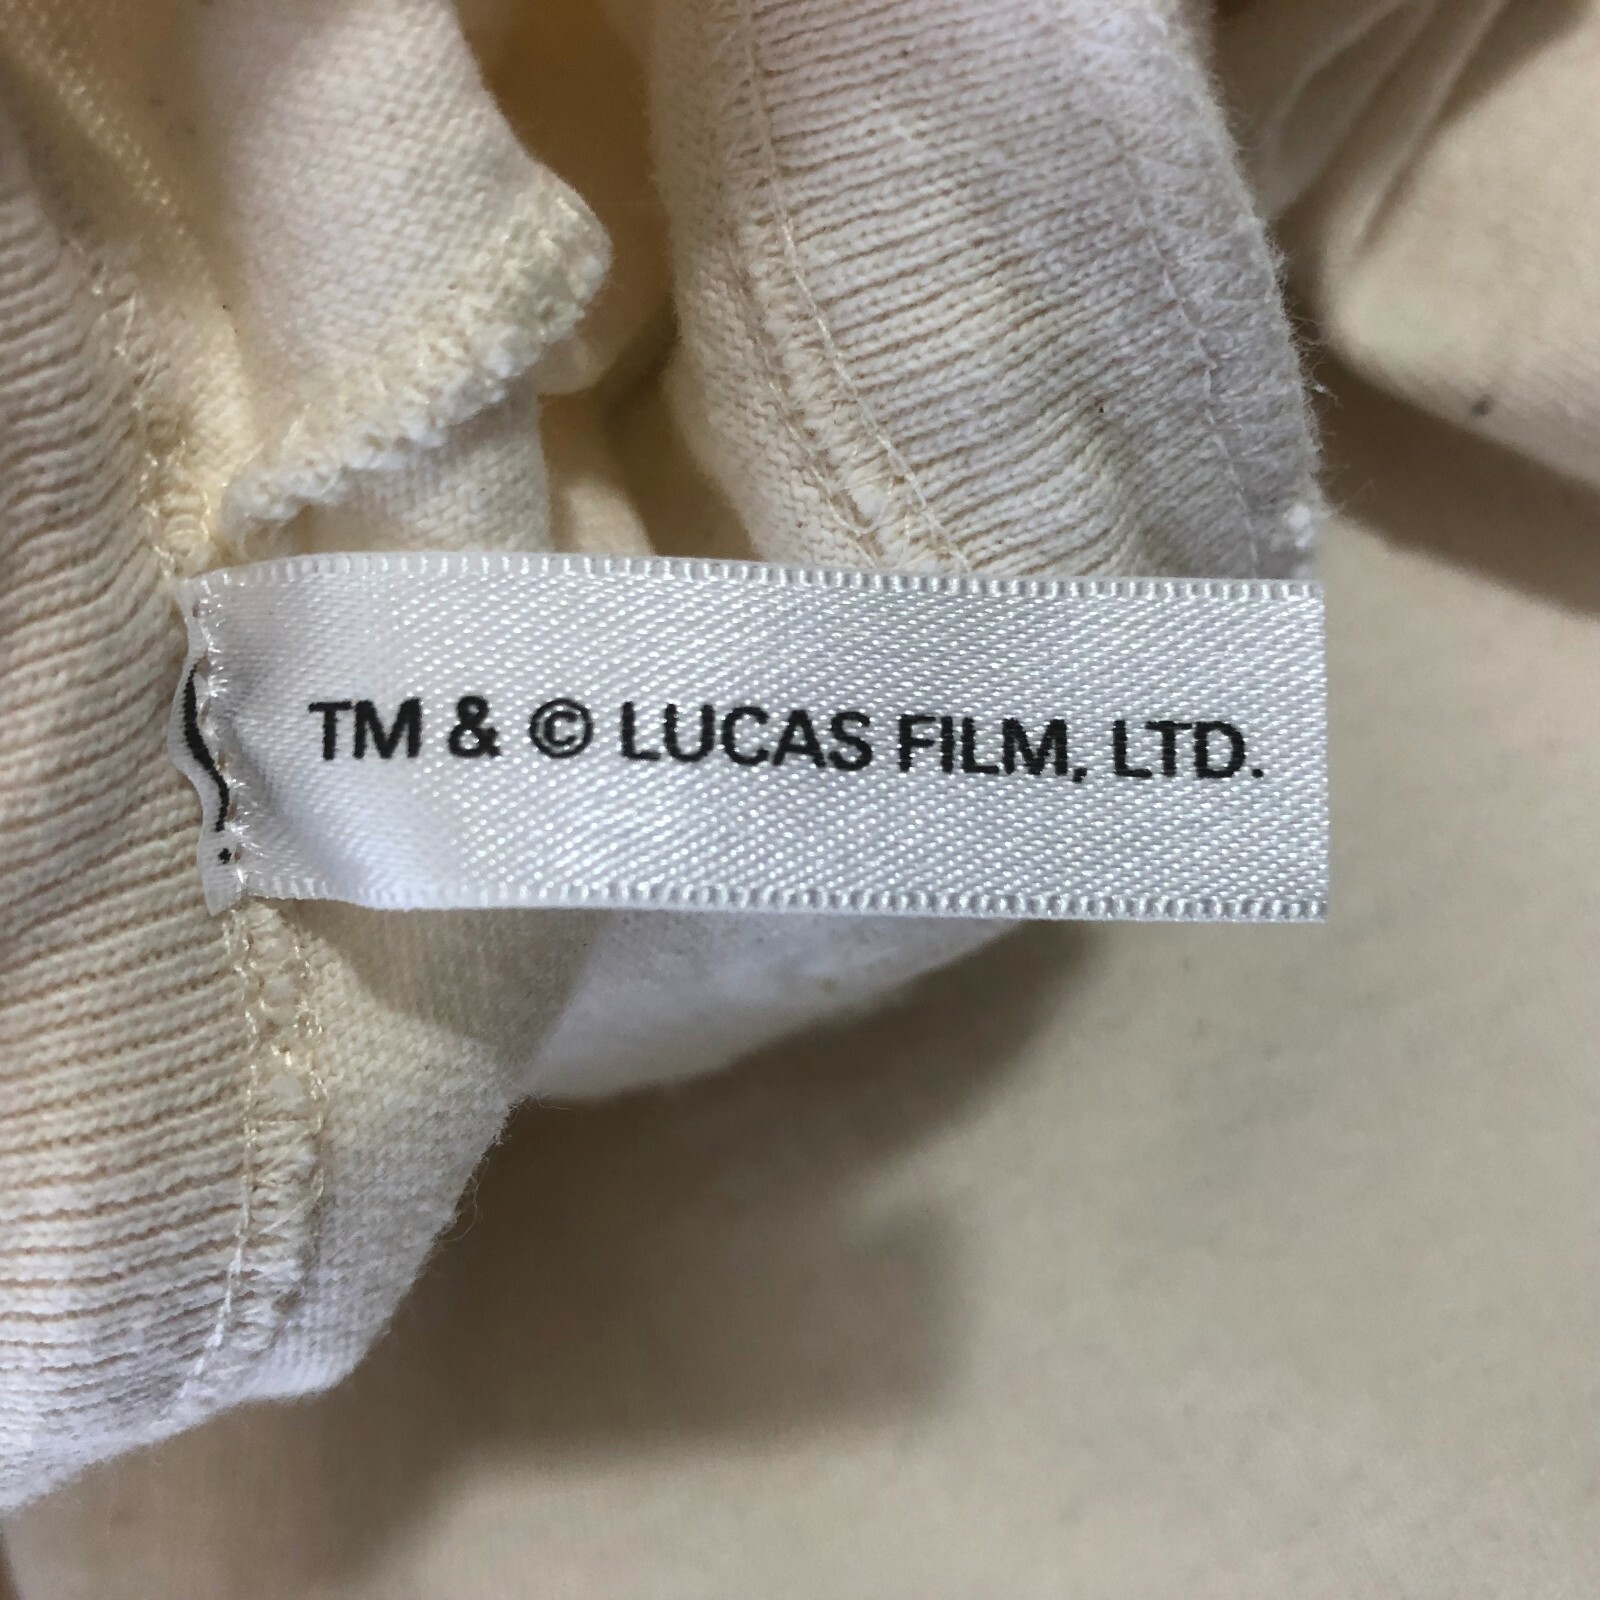 TM & © LUCAS FILM, LTD.